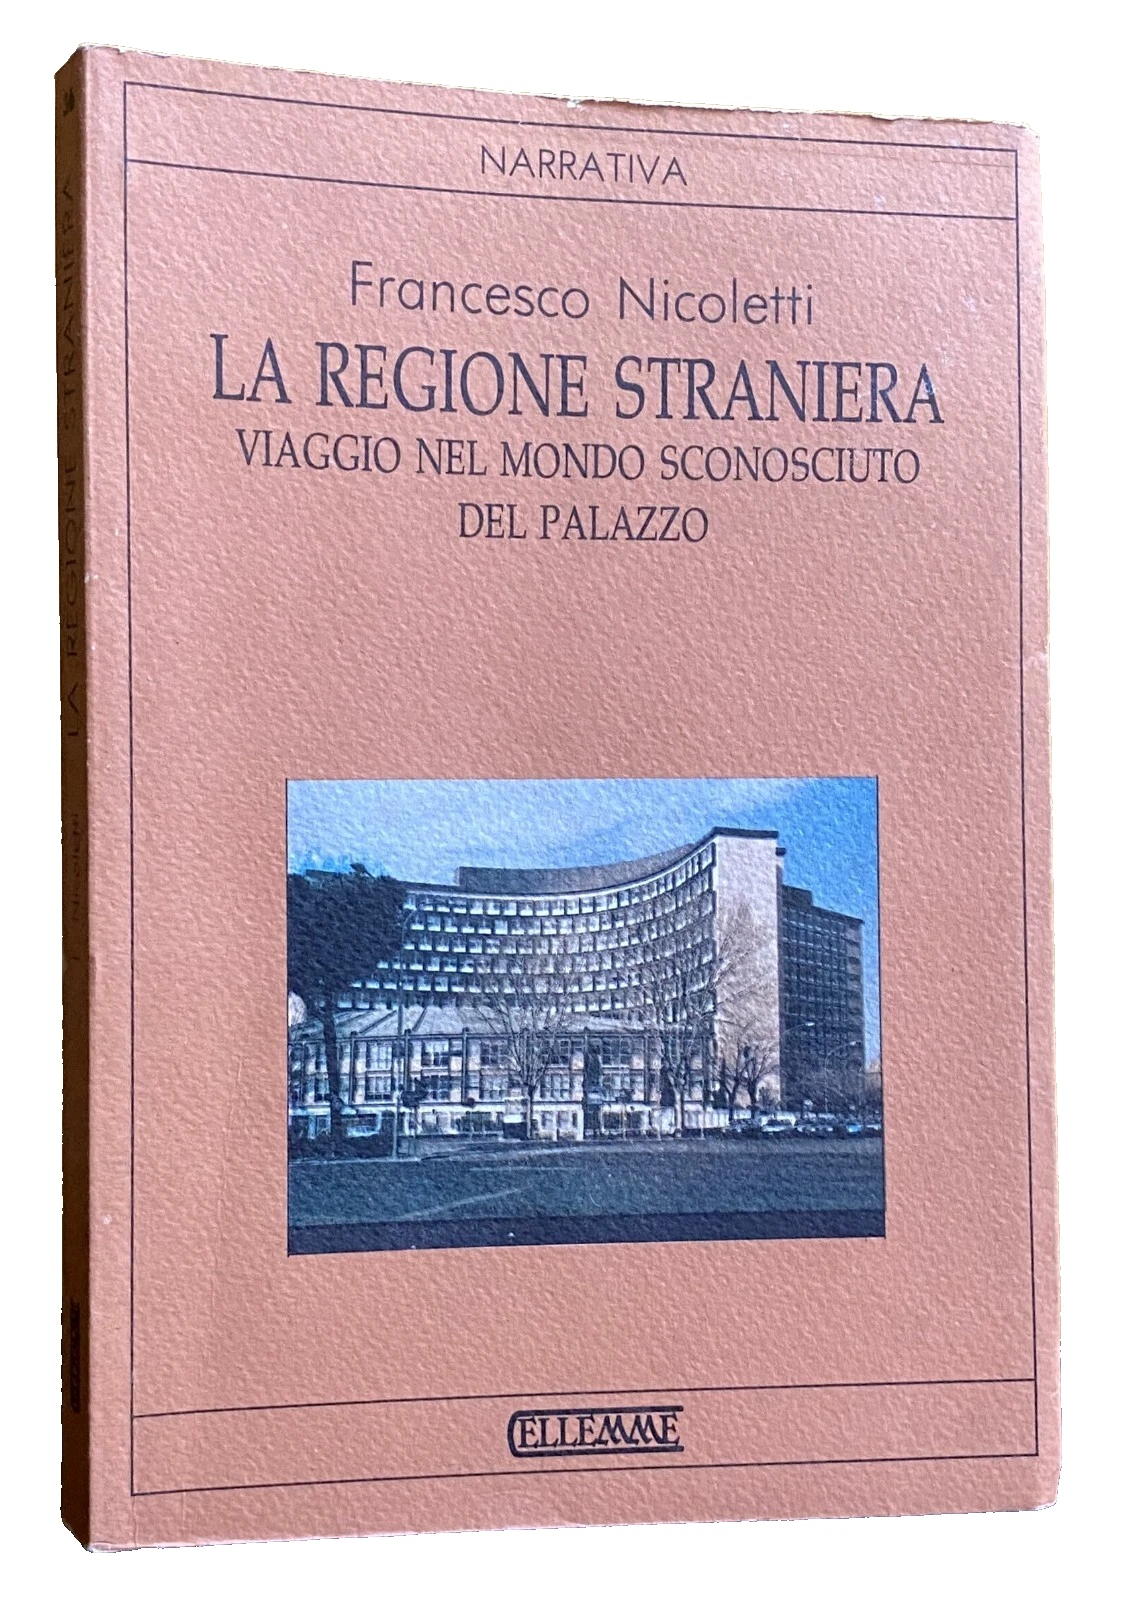 NARRATIVA
Francesco Nicoletti
LA REGIONE STRANIERA
VIAGGIO NEL MONDO SCONOSCIUTO
DEL PALAZZO
ELLEMME
LA REGIONE STRANIERA